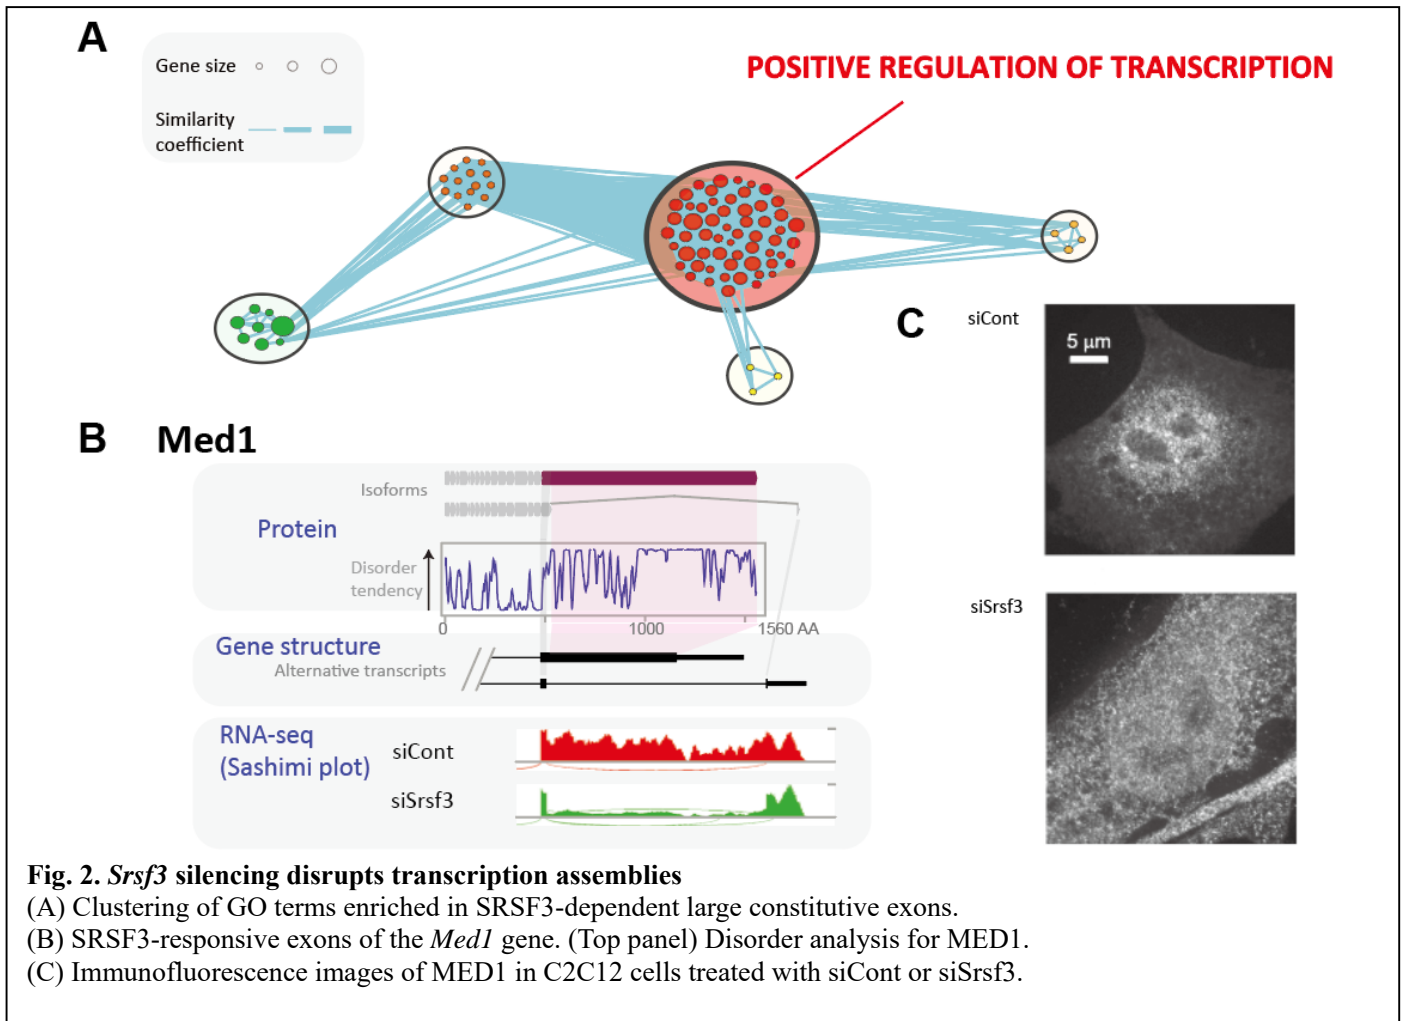 A
Gene size
Similarity
coefficient
POSITIVE REGULATION OF TRANSCRIPTION
C
siCont
5 μm
siSrsf3
B Med1
Isoforms
Protein
Disorder
tendency
0 1000 1560 AA
Gene structure
Alternative transcripts
RNA-seq
(Sashimi plot)
siCont
siSrsf3
Fig. 2. Srsf3 silencing disrupts transcription assemblies
(A) Clustering of GO terms enriched in SRSF3-dependent large constitutive exons.
(B) SRSF3-responsive exons of the Med1 gene. (Top panel) Disorder analysis for MED1.
(C) Immunofluorescence images of MED1 in C2C12 cells treated with siCont or siSrsf3.